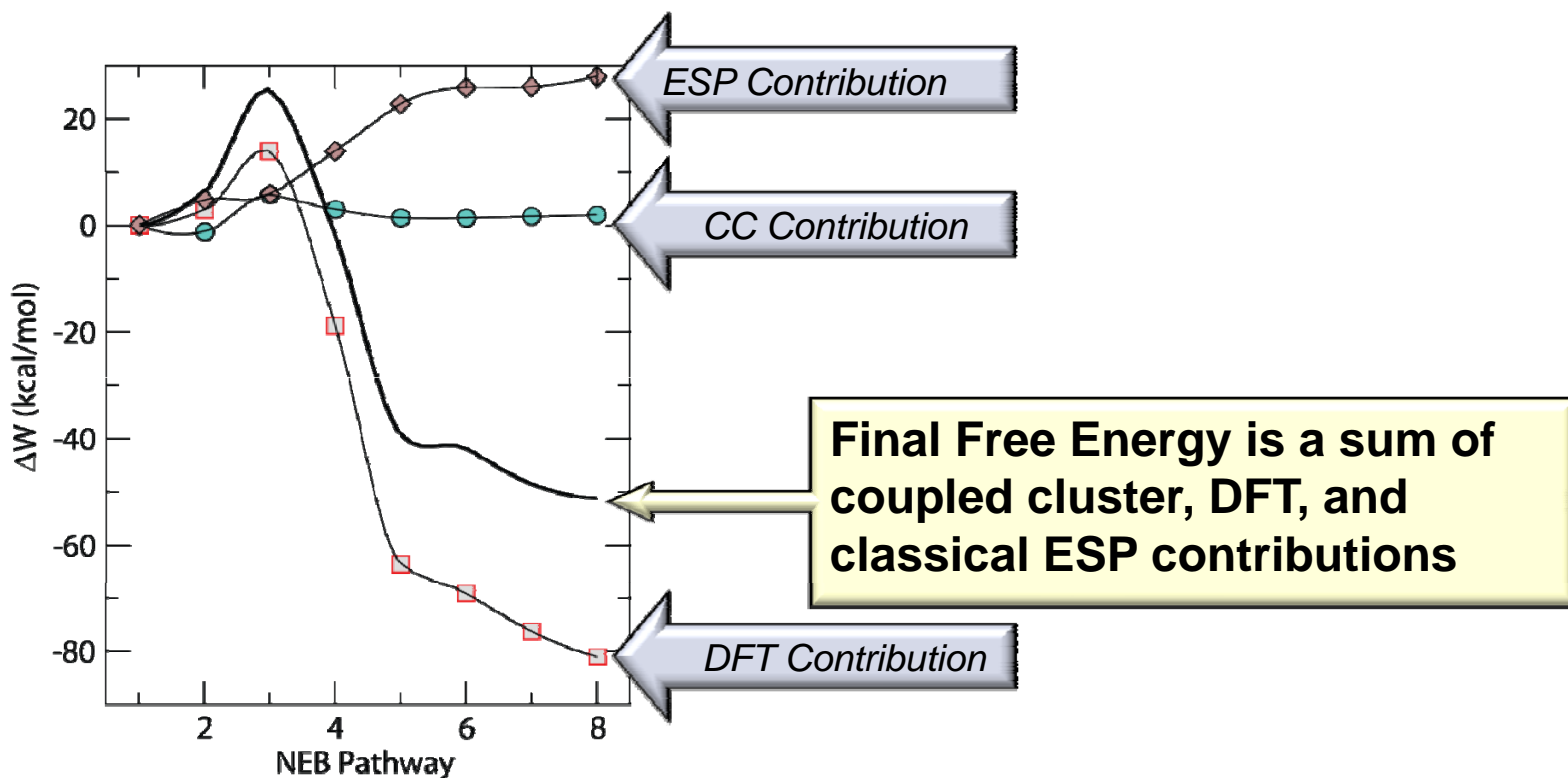 ESP Contribution
CC Contribution
Final Free Energy is a sum of
coupled cluster, DFT, and
classical ESP contributions
DFT Contribution
ΔW (kcal/mol)
20
0
-20
-40
-60
-80
2 4 6 8
NEB Pathway